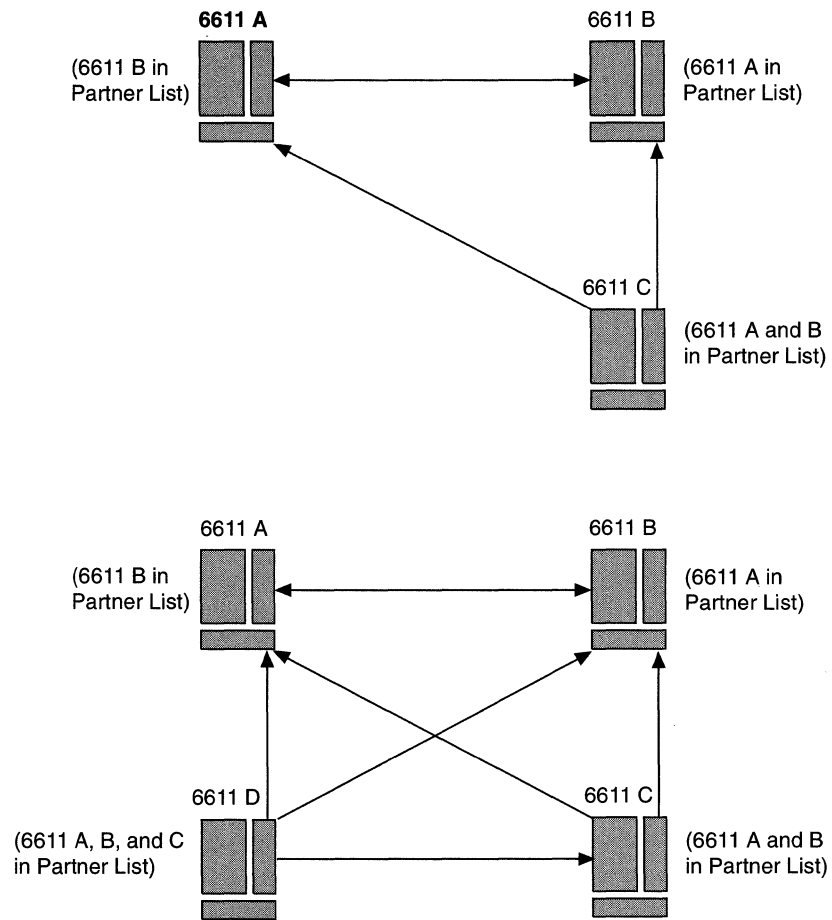 6611 A
6611 B
(6611 B in
Partner List)
(6611 A in
Partner List)
6611 C
(6611 A and B
in Partner List)
6611 A
6611 B
(6611 B in
Partner List)
(6611 A in
Partner List)
6611 D
6611 C
(6611 A, B, and C
in Partner List)
(6611 A and B
in Partner List)